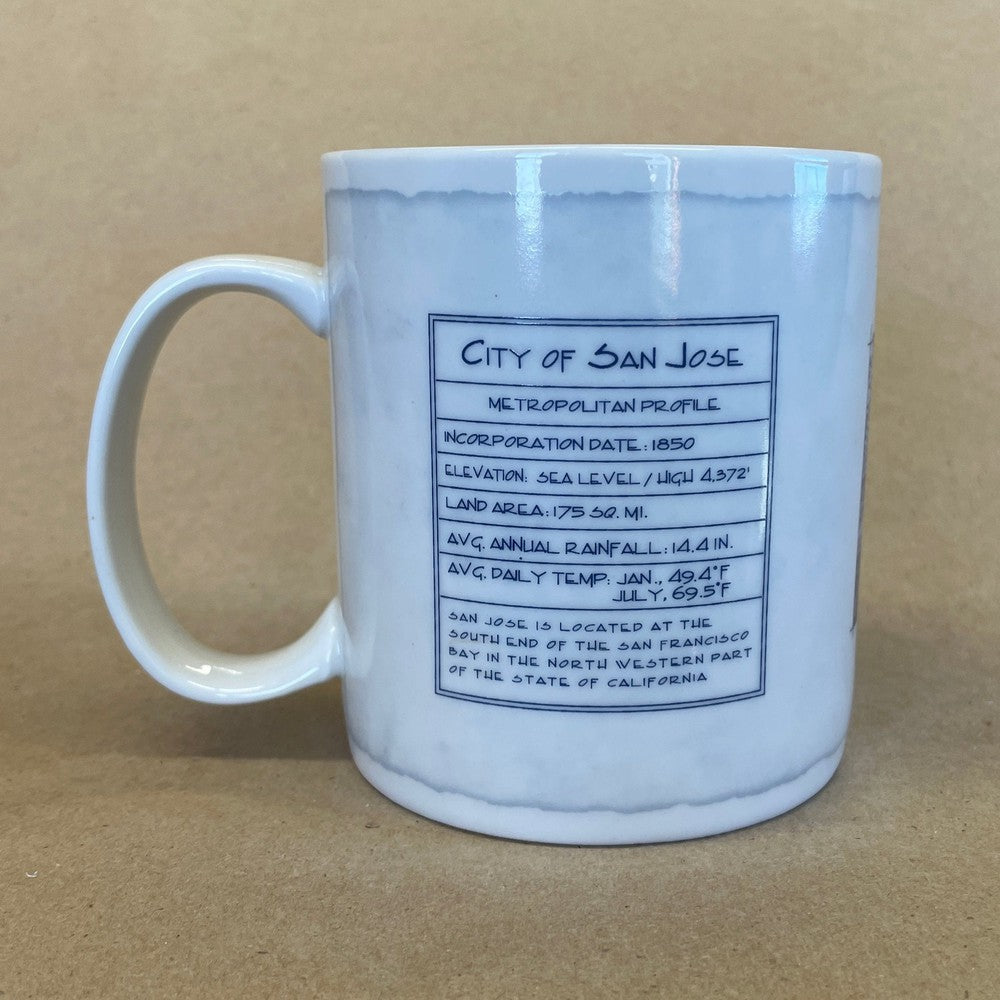 CITY OF SAN JOSE
METROPOLITAN PROFILE
INCORPORATION DATE: 1850
ELEVATION: SEA LEVEL / HIGH 4,372'
LAND AREA: 175 SQ. MI.
AVG. ANNUAL RAINFALL: 14.4 IN.
AVG. DAILY TEMP: JAN., 49.4°F
JULY, 69.5°F
SAN JOSE IS LOCATED AT THE
SOUTH END OF THE SAN FRANCISCO
BAY IN THE NORTH WESTERN PART
OF THE STATE OF CALIFORNIA